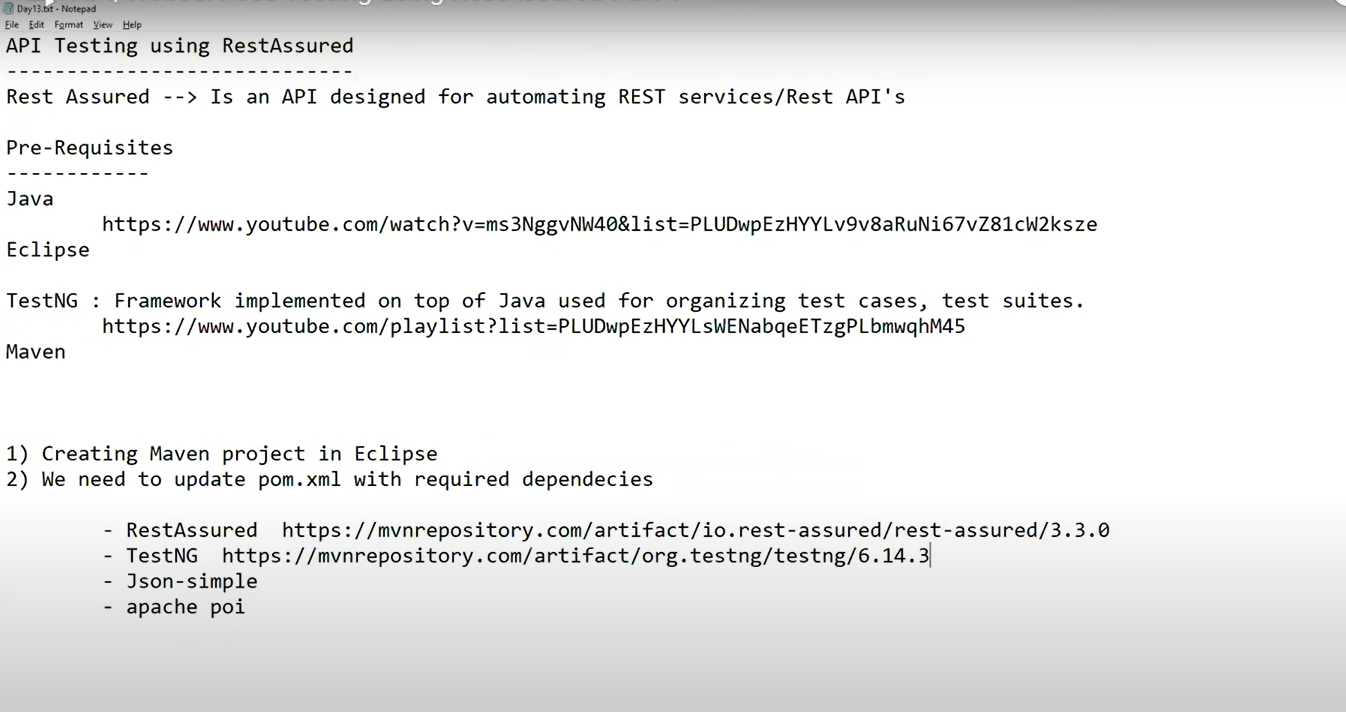 Day13.txt - Notepad
File Edit Format View Help
API Testing using RestAssured
-----------------------------
Rest Assured --> Is an API designed for automating REST services/Rest API's
Pre-Requisites
------------
Java
https://www.youtube.com/watch?v=ms3NggvNW40&list=PLUDwpEzHYYLv9v8aRuNi67vZ81cW2ksze
Eclipse
TestNG : Framework implemented on top of Java used for organizing test cases, test suites.
https://www.youtube.com/playlist?list=PLUDwpEzHYYLsWENabqeETzgPLbmwqhM45
Maven
1) Creating Maven project in Eclipse
2) We need to update pom.xml with required dependecies
- RestAssured  https://mvnrepository.com/artifact/io.rest-assured/rest-assured/3.3.0
- TestNG  https://mvnrepository.com/artifact/org.testng/testng/6.14.3
- Json-simple
- apache poi